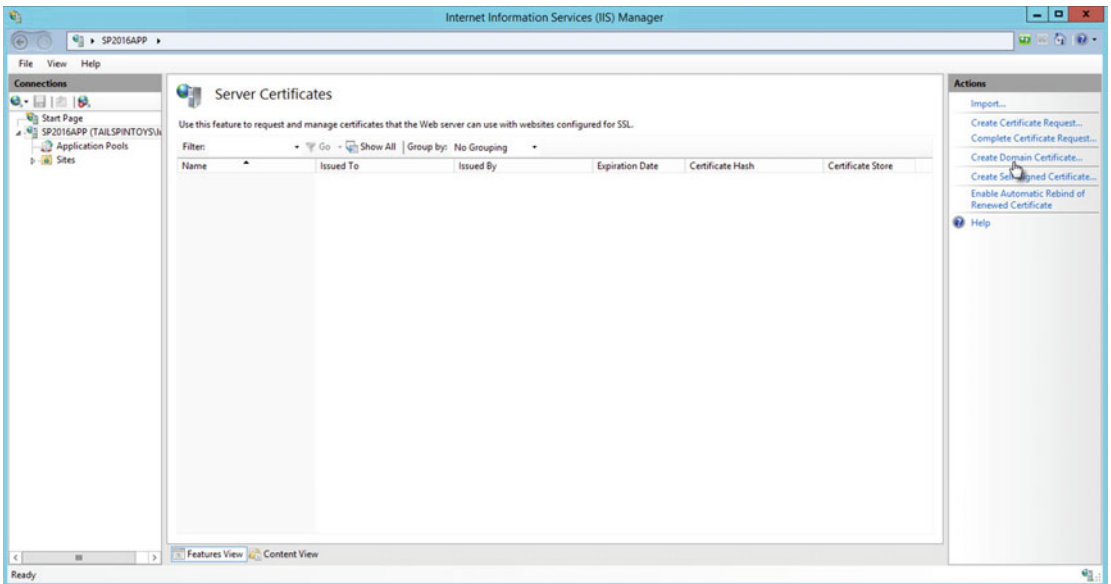 Internet Information Services (IIS) Manager
SP2016APP
File View Help
Connections
Start Page
SP2016APP (TAILSPINTOYS\
Application Pools
Sites
Server Certificates
Use this feature to request and manage certificates that the Web server can use with websites configured for SSL.
Filter: Go Show All Group by: No Grouping
Name Issued To Issued By Expiration Date Certificate Hash Certificate Store
Features View Content View
Actions
Import...
Create Certificate Request...
Complete Certificate Request...
Create Domain Certificate...
Create Self-Signed Certificate...
Enable Automatic Rebind of
Renewed Certificate
Help
Ready